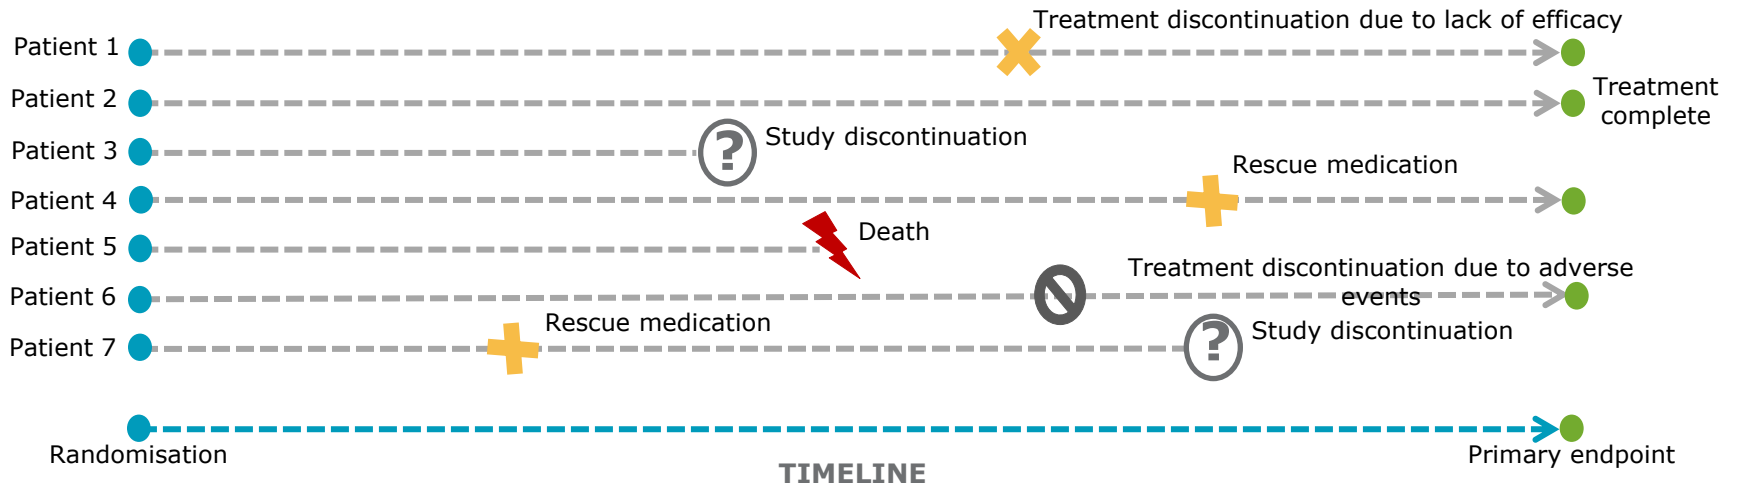 Treatment discontinuation due to lack of efficacy
Patient 1
Patient 2
Treatment
complete
Patient 3
? Study discontinuation
Rescue medication
Patient 4
Death
Patient 5
Treatment discontinuation due to adverse
events
Patient 6
Rescue medication
? Study discontinuation
Patient 7
Randomisation
Primary endpoint
TIMELINE